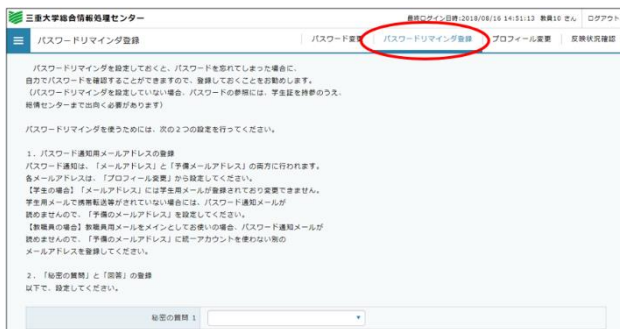 三重大学総合情報処理センター
最終ログイン日時:2018/08/16 14:51:13 教員10 さん ログアウト
パスワードリマインダ登録 パスワード変更 パスワードリマインダ登録 プロフィール変更 反映状況確認
パスワードリマインダを設定しておくと、パスワードを忘れてしまった場合に、
自力でパスワードを確認することができますので、登録しておくことをお勧めします。
(パスワードリマインダを設定していない場合、パスワードの参照には、学生証を持参のうえ、
総情センターまで出向く必要があります)
パスワードリマインダを使うためには、次の2つの設定を行ってください。
1.パスワード通知用メールアドレスの登録
パスワード通知は、「メールアドレス」と「予備メールアドレス」の両方に行われます。
各メールアドレスは、「プロフィール変更」から設定してください。
【学生の場合】「メールアドレス」には学生用メールが登録されており変更できません。
学生用メールで携帯転送等がされていない場合には、パスワード通知メールが
読めませんので、「予備のメールアドレス」を設定してください。
【教職員の場合】教職員用メールをメインとしてお使いの場合、パスワード通知メールが
読めませんので、「予備のメールアドレス」に統一アカウントを使わない別の
メールアドレスを登録してください。
2.「秘密の質問」と「回答」の登録
以下で、設定してください。
秘密の質問 1